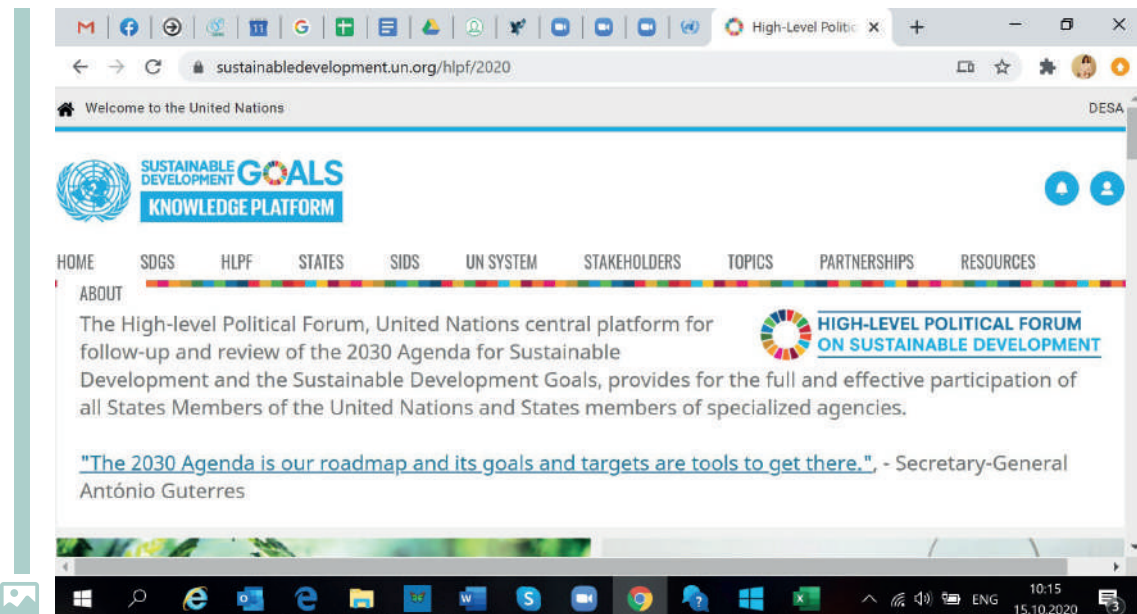 High-Level Politic
sustainabledevelopment.un.org/hlpf/2020
Welcome to the United Nations
DESA
SUSTAINABLE
DEVELOPMENT GOALS
KNOWLEDGE PLATFORM
HOME SDGS HLPF STATES SIDS UN SYSTEM STAKEHOLDERS TOPICS PARTNERSHIPS RESOURCES
ABOUT
The High-level Political Forum, United Nations central platform for
follow-up and review of the 2030 Agenda for Sustainable
Development and the Sustainable Development Goals, provides for the full and effective participation of
all States Members of the United Nations and States members of specialized agencies.
HIGH-LEVEL POLITICAL FORUM
ON SUSTAINABLE DEVELOPMENT
"The 2030 Agenda is our roadmap and its goals and targets are tools to get there.", - Secretary-General
António Guterres
ENG
10:15
15.10.2020
3